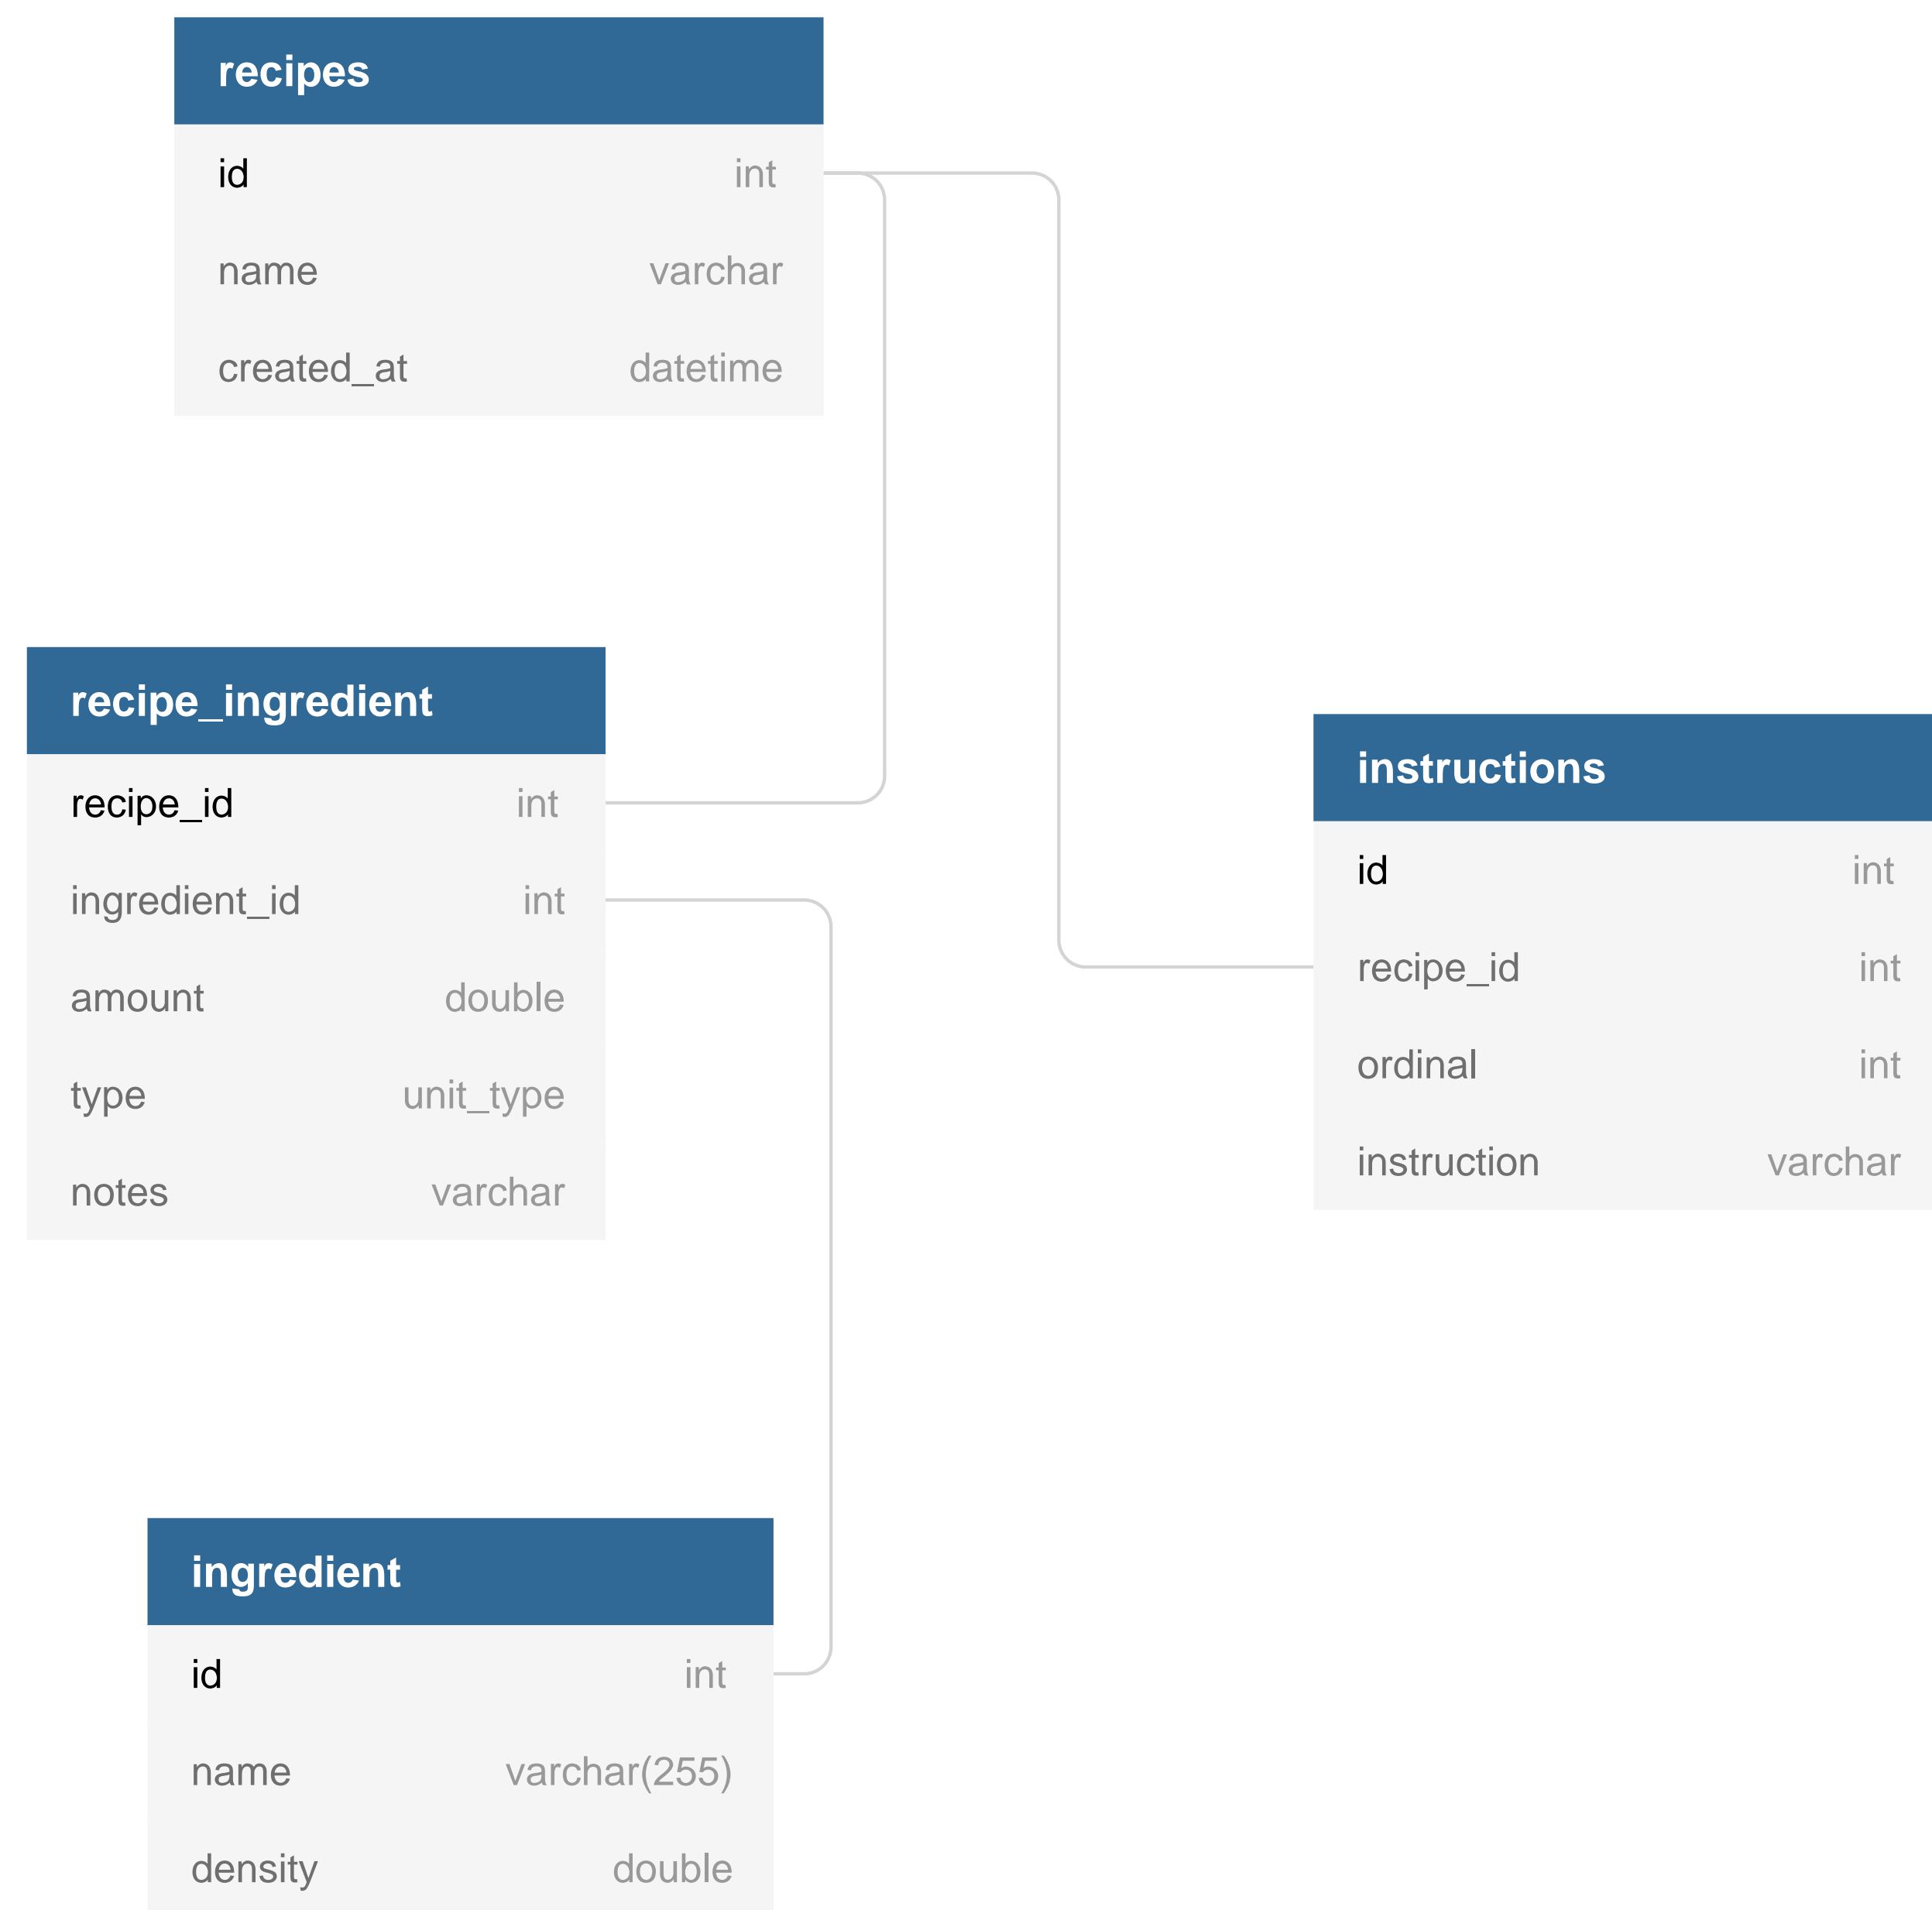 recipes
id int
name varchar
created_at datetime
recipe_ingredient
recipe_id int
ingredient_id int
amount double
type unit_type
notes varchar
instructions
id int
recipe_id int
ordinal int
instruction varchar
ingredient
id int
name varchar(255)
density double